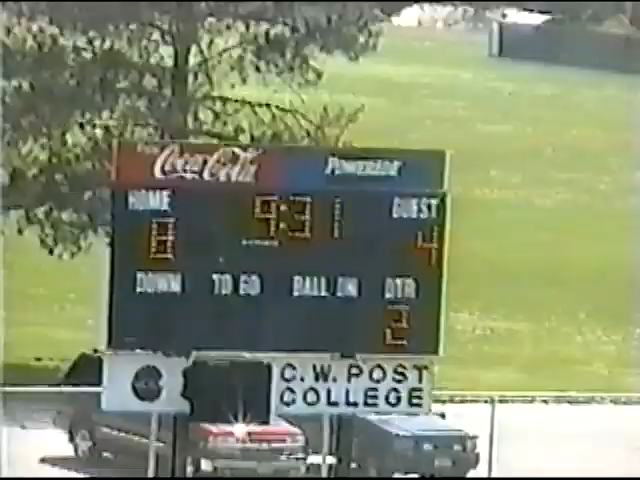 Coca-Cola POWERADE
HOME 9:31 GUEST
8 4
DOWN TO GO BALL ON QTR
2
C.W. POST
COLLEGE